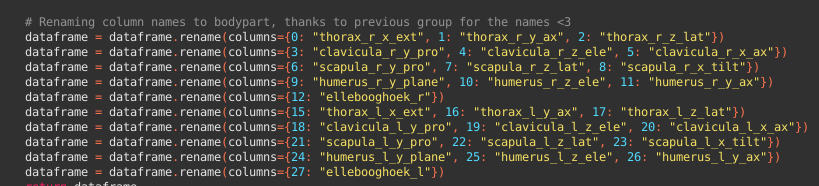 # Renaming column names to bodypart, thanks to previous group for the names <3
dataframe = dataframe.rename(columns={0: "thorax_r_x_ext", 1: "thorax_r_y_ax", 2: "thorax_r_z_lat"})
dataframe = dataframe.rename(columns={3: "clavicula_r_y_pro", 4: "clavicula_r_z_ele", 5: "clavicula_r_x_ax"})
dataframe = dataframe.rename(columns={6: "scapula_r_y_pro", 7: "scapula_r_z_lat", 8: "scapula_r_x_tilt"})
dataframe = dataframe.rename(columns={9: "humerus_r_y_plane", 10: "humerus_r_z_ele", 11: "humerus_r_y_ax"})
dataframe = dataframe.rename(columns={12: "ellebooghoek_r"})
dataframe = dataframe.rename(columns={15: "thorax_l_x_ext", 16: "thorax_l_y_ax", 17: "thorax_l_z_lat"})
dataframe = dataframe.rename(columns={18: "clavicula_l_y_pro", 19: "clavicula_l_z_ele", 20: "clavicula_l_x_ax"})
dataframe = dataframe.rename(columns={21: "scapula_l_y_pro", 22: "scapula_l_z_lat", 23: "scapula_l_x_tilt"})
dataframe = dataframe.rename(columns={24: "humerus_l_y_plane", 25: "humerus_l_z_ele", 26: "humerus_l_y_ax"})
dataframe = dataframe.rename(columns={27: "ellebooghoek_l"})
return dataframe